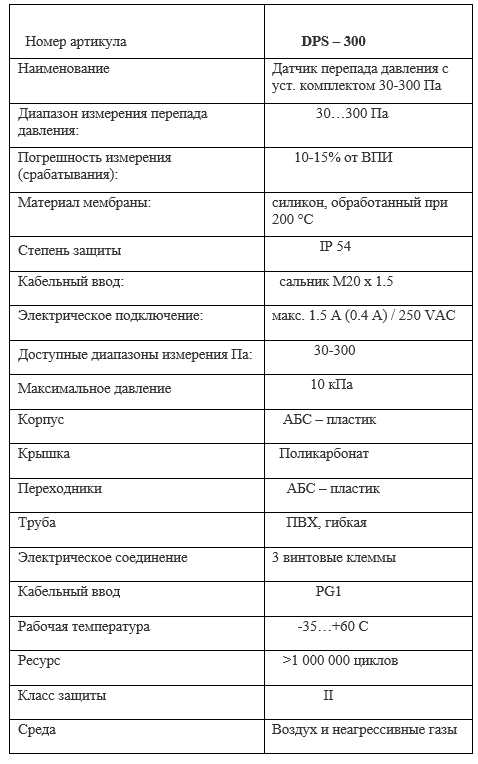 Номер артикула DPS – 300
Наименование Датчик перепада давления с
уст. комплектом 30-300 Па
Диапазон измерения перепада 30…300 Па
давления:
Погрешность измерения 10-15% от ВПИ
(срабатывания):
Материал мембраны: силикон, обработанный при
200 °C
Степень защиты IP 54
Кабельный ввод: сальник М20 х 1.5
Электрическое подключение: макс. 1.5 А (0.4 А) / 250 VAC
Доступные диапазоны измерения Па: 30-300
Максимальное давление 10 кПа
Корпус АБС – пластик
Крышка Поликарбонат
Переходники АБС – пластик
Труба ПВХ, гибкая
Электрическое соединение 3 винтовые клеммы
Кабельный ввод PG1
Рабочая температура -35…+60 С
Ресурс >1 000 000 циклов
Класс защиты II
Среда Воздух и неагрессивные газы